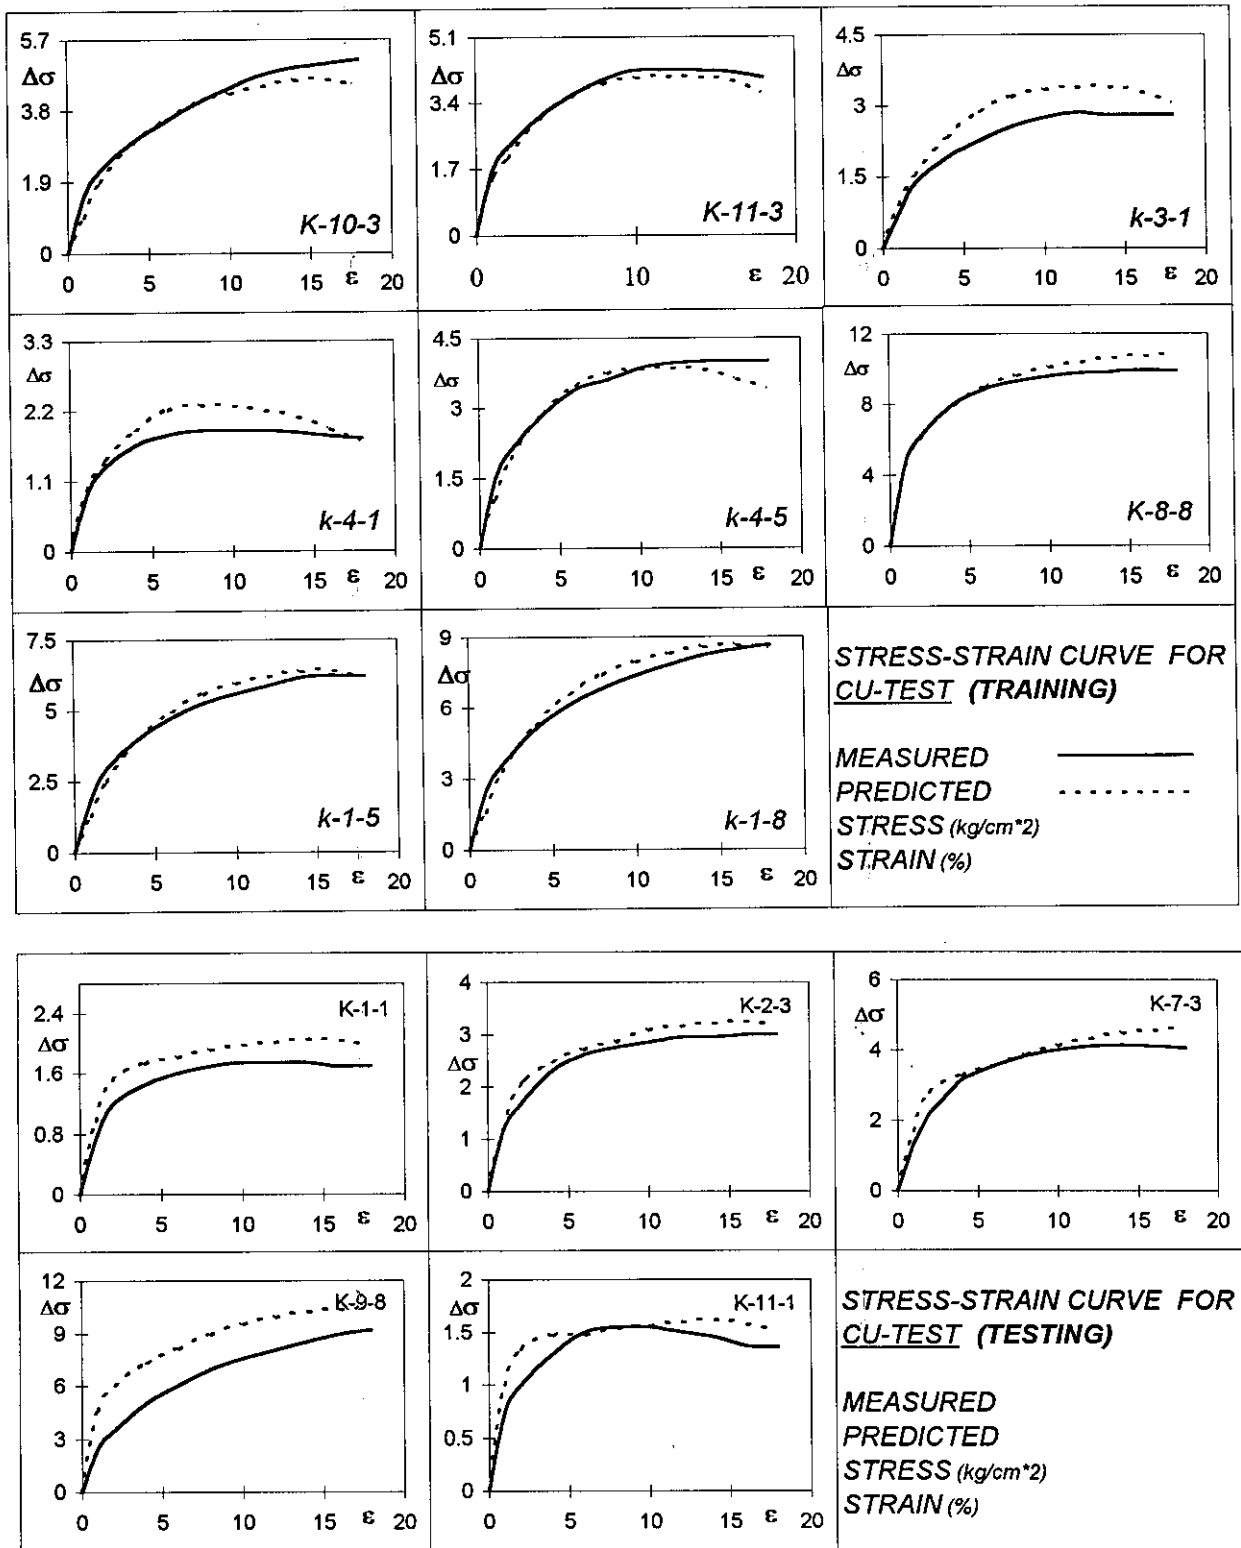 5.7
Δσ
3.8
1.9
0
K-10-3
0 5 10 15 ε 20
5.1
Δσ
3.4
1.7
0
K-11-3
0 10 ε 20
4.5
Δσ
3
1.5
0
k-3-1
0 5 10 15 ε 20
3.3
Δσ
2.2
1.1
0
k-4-1
0 5 10 15 ε 20
4.5
Δσ
3
1.5
0
k-4-5
0 5 10 15 ε 20
12
Δσ
8
4
0
K-8-8
0 5 10 15 ε 20
7.5
Δσ
5
2.5
0
k-1-5
0 5 10 15 ε 20
9
Δσ
6
3
0
k-1-8
0 5 10 15 ε 20
STRESS-STRAIN CURVE FOR
CU-TEST (TRAINING)
MEASURED
PREDICTED
STRESS (kg/cm*2)
STRAIN (%)
2.4
K-1-1
Δσ
1.6
0.8
0
0 5 10 15 ε 20
4
K-2-3
3
Δσ
2
1
0
0 5 10 15 ε 20
6
K-7-3
Δσ
4
2
0
0 5 10 15 ε 20
12
Δσ
K-9-8
9
6
3
0
0 5 10 15 ε 20
2
Δσ
K-11-1
1.5
1
0.5
0
0 5 10 15 ε 20
STRESS-STRAIN CURVE FOR
CU-TEST (TESTING)
MEASURED
PREDICTED
STRESS (kg/cm*2)
STRAIN (%)